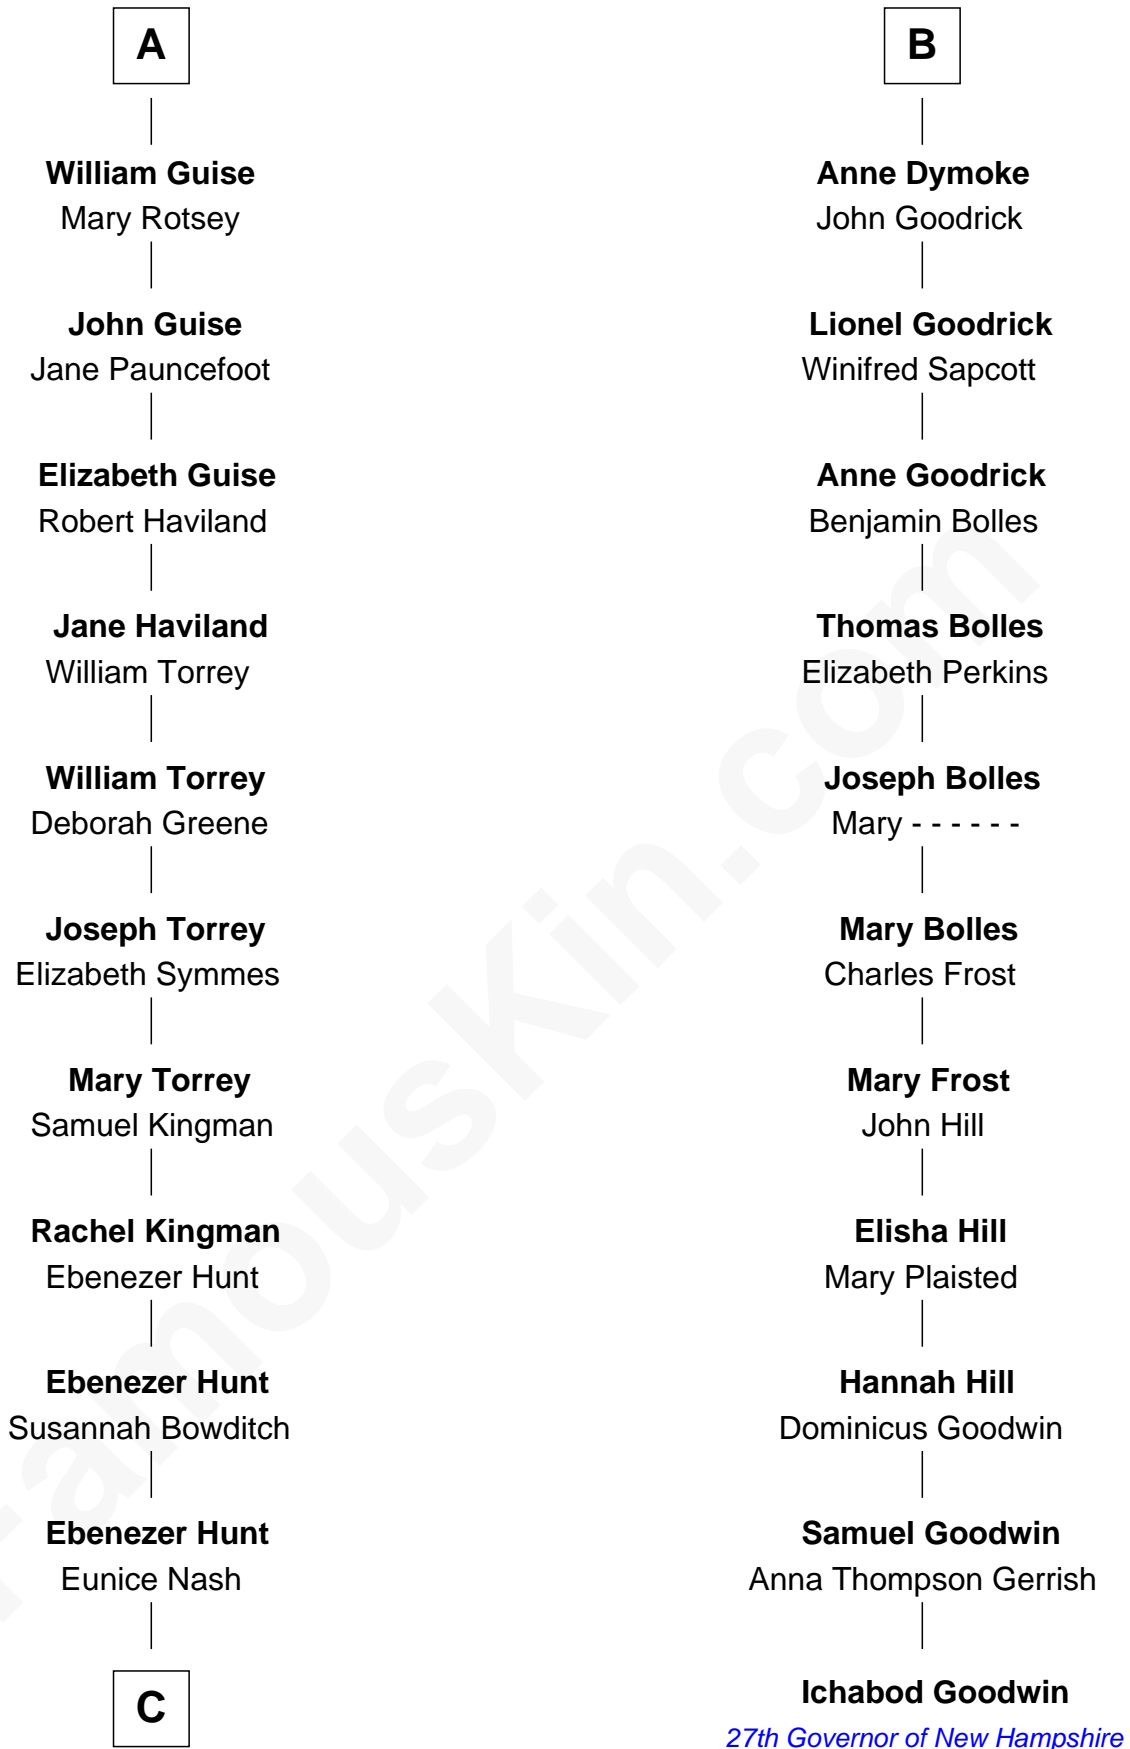 A
William Guise
Mary Rotsey
John Guise
Jane Pauncefoot
Elizabeth Guise
Robert Haviland
Jane Haviland
William Torrey
William Torrey
Deborah Greene
Joseph Torrey
Elizabeth Symmes
Mary Torrey
Samuel Kingman
Rachel Kingman
Ebenezer Hunt
Ebenezer Hunt
Susannah Bowditch
Ebenezer Hunt
Eunice Nash
C
B
Anne Dymoke
John Goodrick
Lionel Goodrick
Winifred Sapcott
Anne Goodrick
Benjamin Bolles
Thomas Bolles
Elizabeth Perkins
Joseph Bolles
Mary - - - - - -
Mary Bolles
Charles Frost
Mary Frost
John Hill
Elisha Hill
Mary Plaisted
Hannah Hill
Dominicus Goodwin
Samuel Goodwin
Anna Thompson Gerrish
Ichabod Goodwin
27th Governor of New Hampshire
FamousKin.com